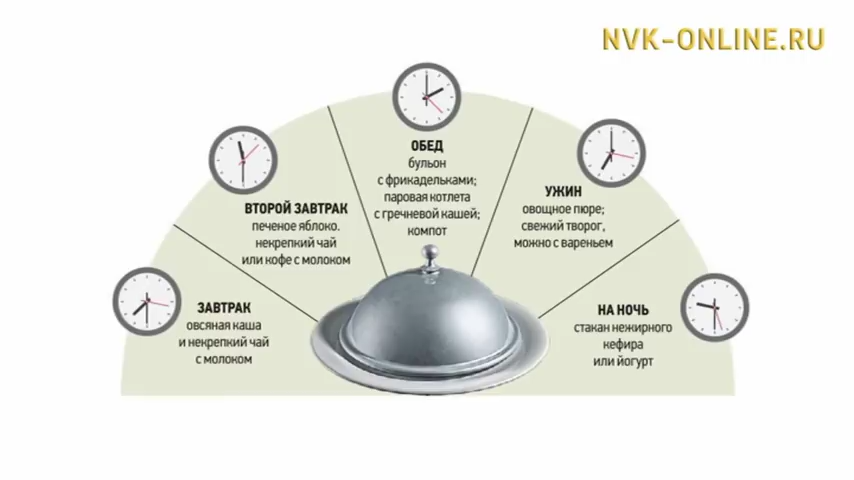 NVK-ONLINE.RU
ЗАВТРАК
овсяная каша
и некрепкий чай
с молоком
ВТОРОЙ ЗАВТРАК
печеное яблоко.
некрепкий чай
или кофе с молоком
ОБЕД
бульон
с фрикадельками;
паровая котлета
с гречневой кашей;
компот
УЖИН
овощное пюре;
свежий творог,
можно с вареньем
НА НОЧЬ
стакан нежирного
кефира
или йогурт